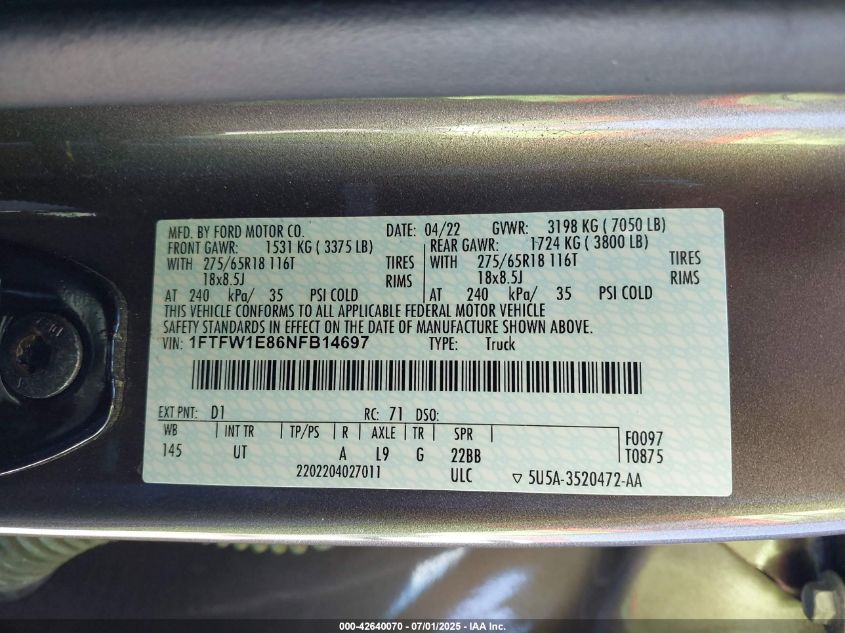 MFD. BY FORD MOTOR CO. DATE: 04/22 GVWR: 3198 KG ( 7050 LB)
FRONT GAWR: 1531 KG ( 3375 LB) REAR GAWR: 1724 KG ( 3800 LB)
WITH 275/65R18 116T TIRES WITH 275/65R18 116T TIRES
18x8.5J RIMS 18x8.5J RIMS
AT 240 kPa/ 35 PSI COLD AT 240 kPa/ 35 PSI COLD
THIS VEHICLE CONFORMS TO ALL APPLICABLE FEDERAL MOTOR VEHICLE
SAFETY STANDARDS IN EFFECT ON THE DATE OF MANUFACTURE SHOWN ABOVE.
VIN: 1FTFW1E86NFB14697 TYPE: Truck
EXT PNT: D1 RC: 71 DSO:
WB INT TR TP/PS R AXLE TR SPR F0097
145 UT A L9 G 22BB T0875
2202204027011 ULC ▽ 5U5A-3520472-AA
000-42640070 - 07/01/2025 - IAA Inc.